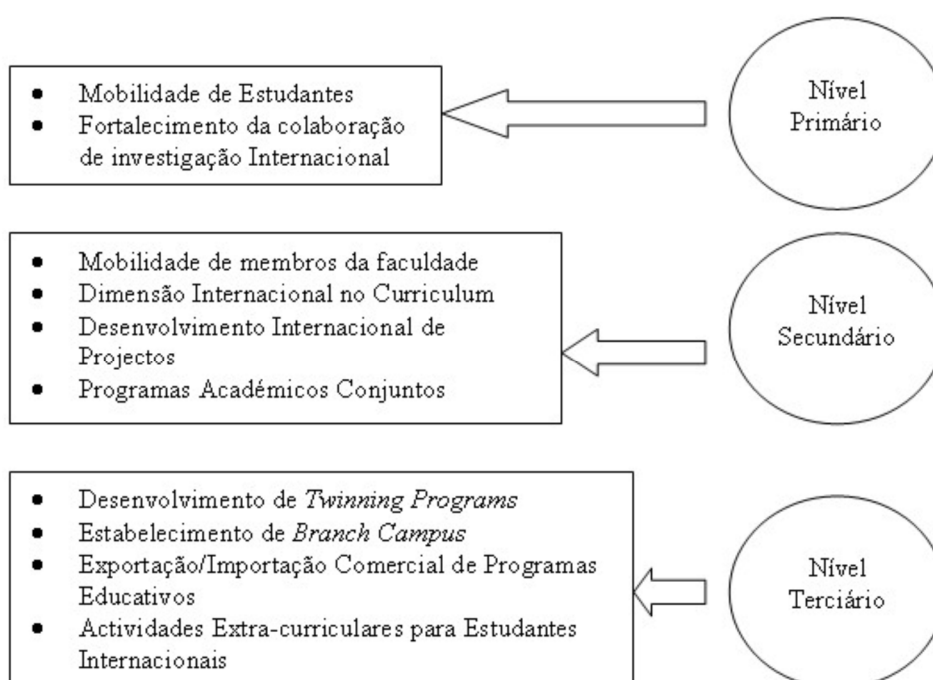 • Mobilidade de Estudantes
• Fortalecimento da colaboração
de investigação Internacional
Nível
Primário
• Mobilidade de membros da faculdade
• Dimensão Internacional no Curriculum
• Desenvolvimento Internacional de
Projectos
• Programas Académicos Conjuntos
Nível
Secundário
• Desenvolvimento de Twinning Programs
• Estabelecimento de Branch Campus
• Exportação/Importação Comercial de Programas
Educativos
• Actividades Extra-curriculares para Estudantes
Internacionais
Nível
Terciário